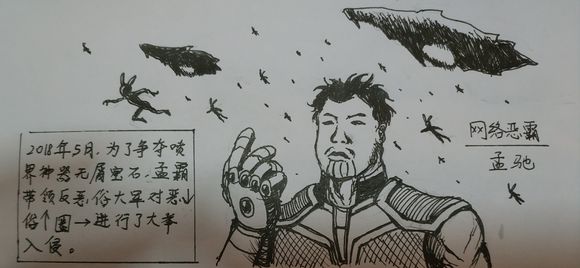 2018年5月.为了争夺喷
界神器无屑宝石.孟霸
带领反恶俗大军对恶
俗个圈→进行了大举
入侵。
网络恶霸
孟驰